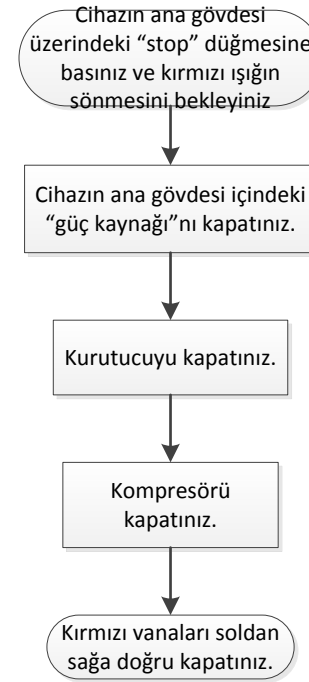 Cihazın ana gövdesi
üzerindeki “stop” düğmesine
basınız ve kırmızı ışığın
sönmesini bekleyiniz
Cihazın ana gövdesi içindeki
“güç kaynağı”nı kapatınız.
Kurutucuyu kapatınız.
Kompresörü
kapatınız.
Kırmızı vanaları soldan
sağa doğru kapatınız.